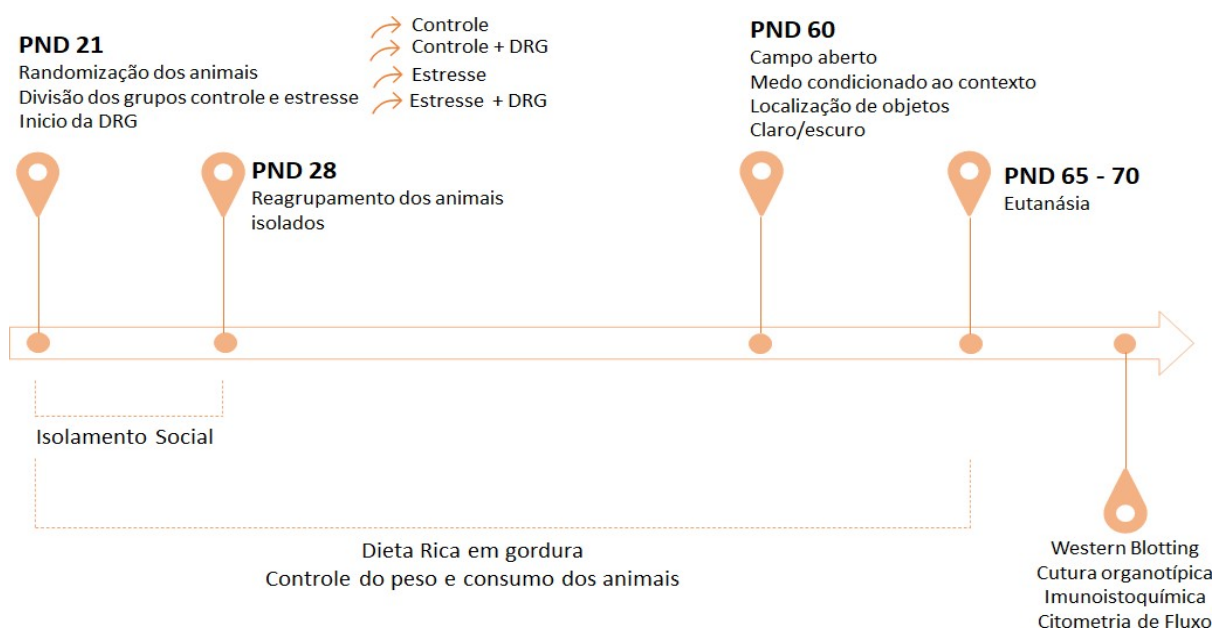 PND 21
Randomização dos animais
Divisão dos grupos controle e estresse
Inicio da DRG
Controle
Controle + DRG
Estresse
Estresse + DRG
PND 28
Reagrupamento dos animais
isolados
PND 60
Campo aberto
Medo condicionado ao contexto
Localização de objetos
Claro/escuro
PND 65 - 70
Eutanásia
Isolamento Social
Dieta Rica em gordura
Controle do peso e consumo dos animais
Western Blotting
Cutura organotípica
Imunoistoquímica
Citometria de Fluxo